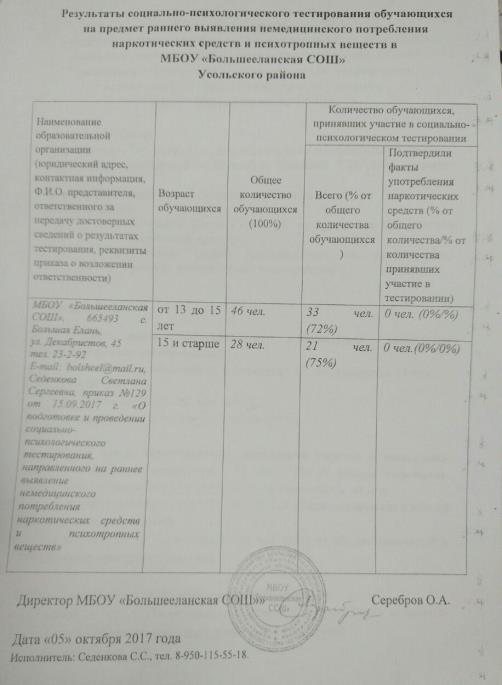 Результаты социально-психологического тестирования обучающихся
на предмет раннего выявления немедицинского потребления
наркотических средств и психотропных веществ в
МБОУ «Большееланская СОШ»
Усольского района
Наименование
образовательной
организации
(юридический адрес,
контактная информация,
Ф.И.О. представителя,
ответственного за
передачу достоверных
сведений о результатах
тестирования, реквизиты
приказа о возложении
ответственности)
Возраст
обучающихся
Общее
количество
обучающихся
(100%)
Количество обучающихся,
принявших участие в социально-
психологическом тестировании
Всего (% от
общего
количества
обучающихся
)
Подтвердили
факты
употребления
наркотических
средств (% от
общего
количества/% от
количества
принявших
участие в
тестировании)
МБОУ «Большееланская
СОШ», 665493 с.
Большая Елань,
ул. Декабристов, 45
тел. 23-2-92
E-mail: bolsheel@mail.ru,
Седенкова Светлана
Сергеевна, приказ №129
от 15.09.2017 г. «О
подготовке и проведении
социально-
психологического
тестирования,
направленного на раннее
выявление
немедицинского
потребления
наркотических средств
и психотропных
веществ»
от 13 до 15
лет
46 чел.
33 чел.
(72%)
0 чел. (0%/%)
15 и старше
28 чел.
21 чел.
(75%)
0 чел.(0%/0%)
Директор МБОУ «Большееланская СОШ»
МБОУ
СОШ
Серебров О.А.
Дата «05» октября 2017 года
Исполнитель: Седенкова С.С., тел. 8-950-115-55-18.